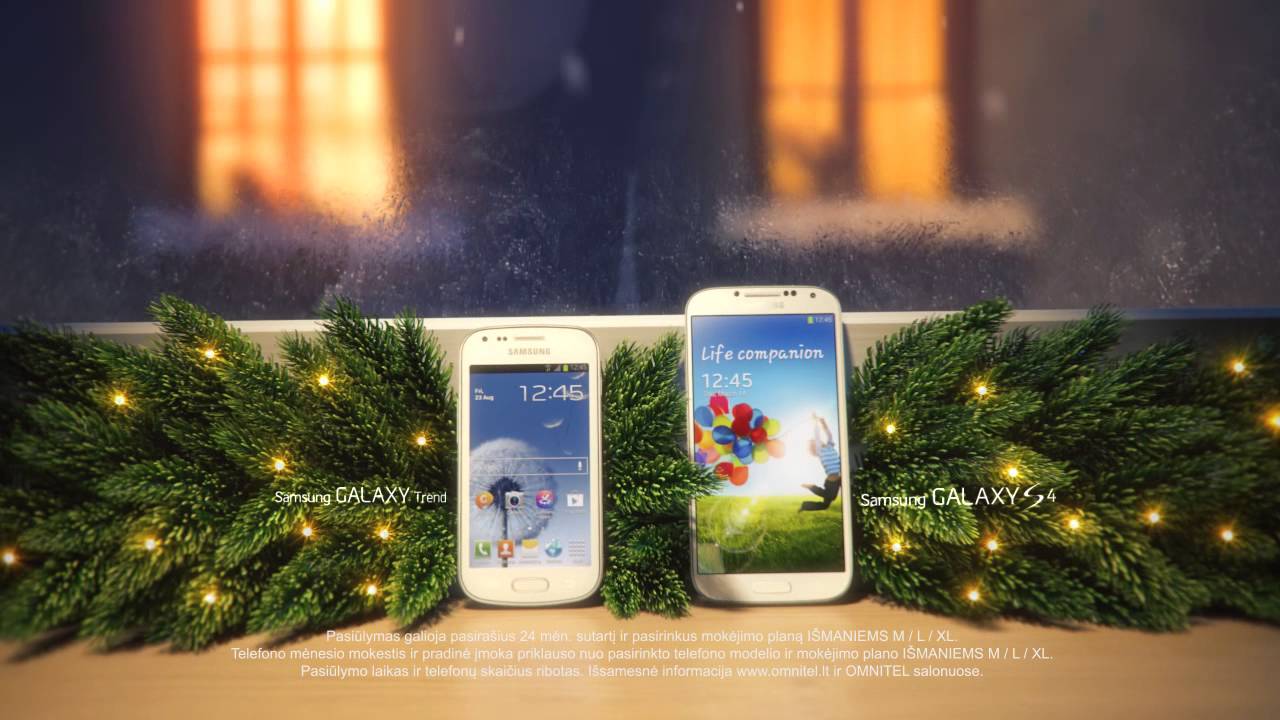 SAMSUNG
12:45
Fri,
23 Aug
12:45
12:45
Life companion
12:45
Samsung GALAXY Trend
Samsung GALAXY S4
Pasiūlymas galioja pasirašius 24 mėn. sutartį ir pasirinkus mokėjimo planą IŠMANIEMS M / L / XL.
Telefono mėnesio mokestis ir pradinė įmoka priklauso nuo pasirinkto telefono modelio ir mokėjimo plano IŠMANIEMS M / L / XL.
Pasiūlymo laikas ir telefonų skaičius ribotas. Išsamesnė informacija www.omnitel.lt ir OMNITEL salonuose.